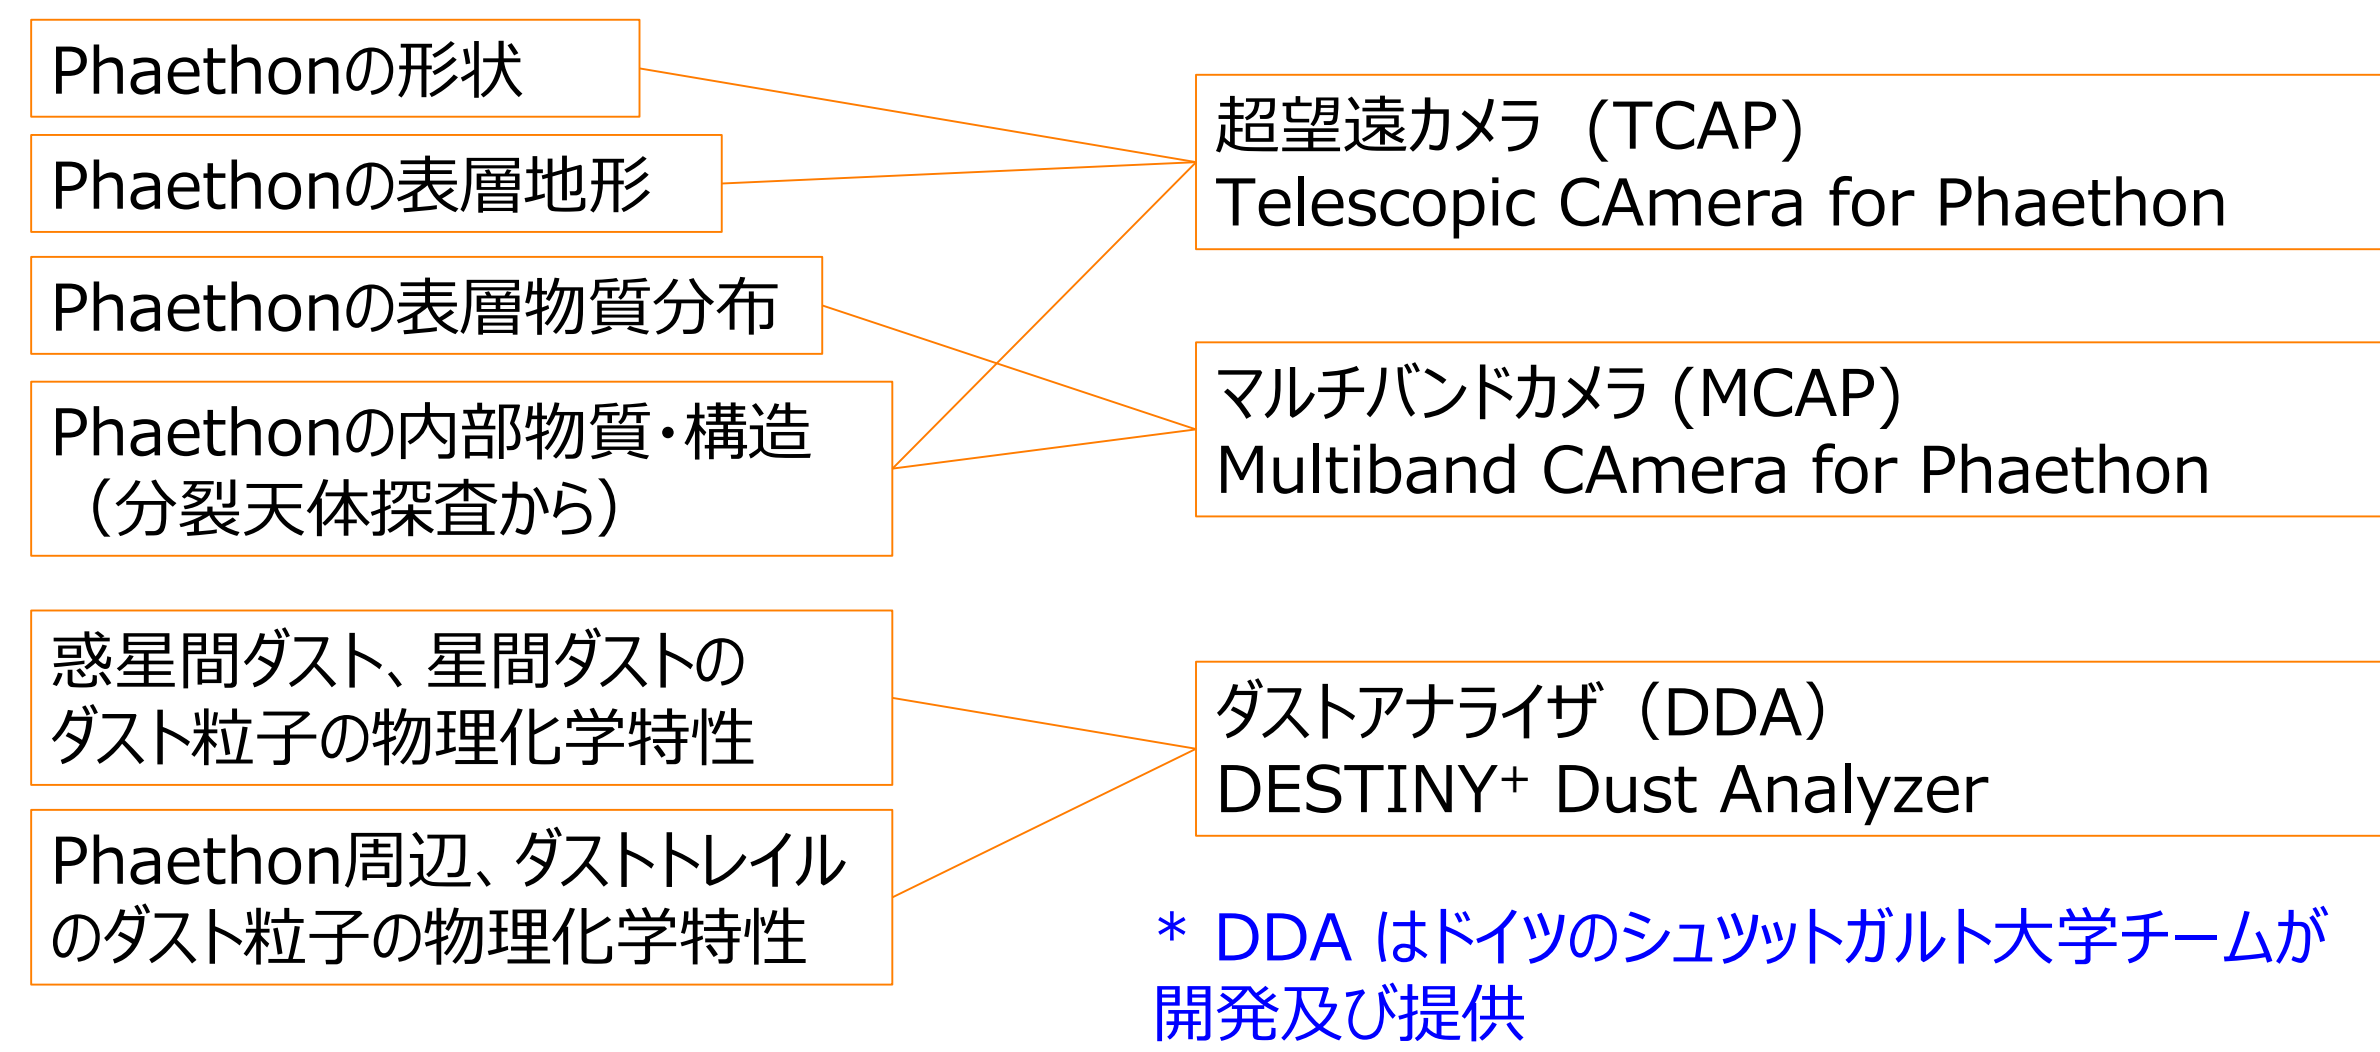 Phaethonの形状
Phaethonの表層地形
Phaethonの表層物質分布
Phaethonの内部物質・構造
（分裂天体探査から）
惑星間ダスト、星間ダストの
ダスト粒子の物理化学特性
Phaethon周辺、ダストトレイル
のダスト粒子の物理化学特性
超望遠カメラ (TCAP)
Telescopic CAmera for Phaethon
マルチバンドカメラ (MCAP)
Multiband CAmera for Phaethon
ダストアナライザ（DDA）
DESTINY⁺ Dust Analyzer
* DDA はドイツのシュツットガルト大学チームが
開発及び提供